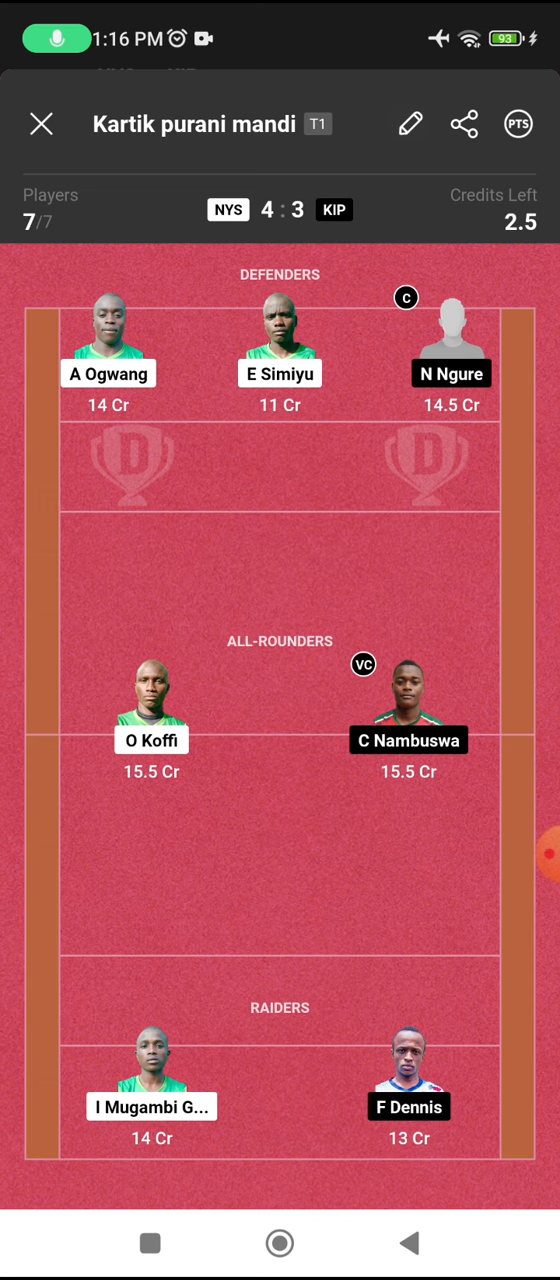 1:16 PM
93
Kartik purani mandi T1
PTS
Players
Credits Left
7/7
NYS 4 : 3 KIP
2.5
DEFENDERS
C
A Ogwang
E Simiyu
N Ngure
14 Cr
11 Cr
14.5 Cr
D
D
ALL-ROUNDERS
VC
O Koffi
C Nambuswa
15.5 Cr
15.5 Cr
RAIDERS
I Mugambi G...
F Dennis
14 Cr
13 Cr